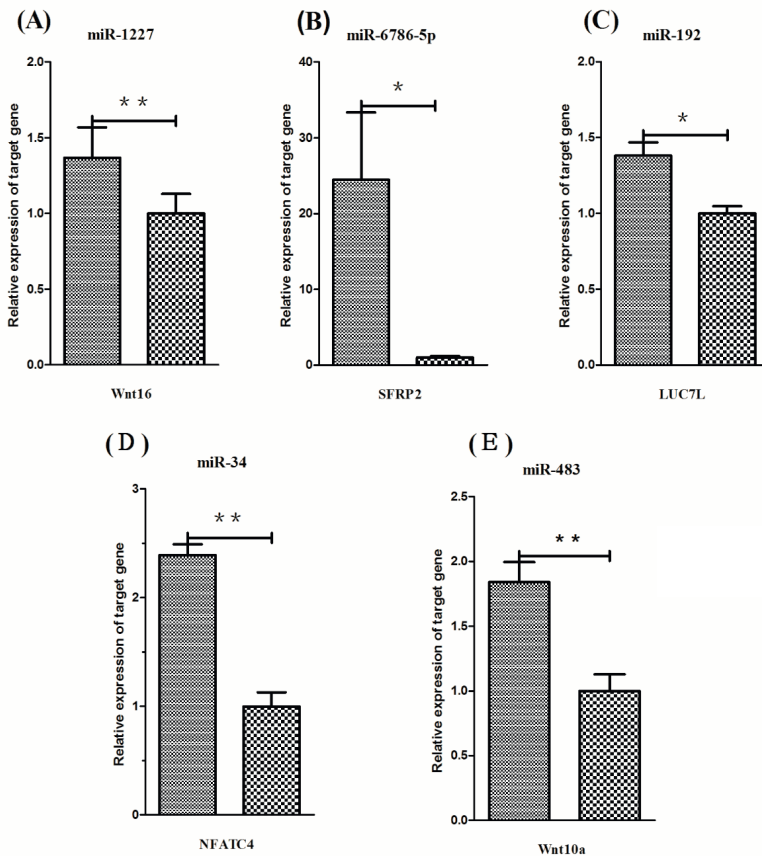 (A)
miR-1227
Relative expression of target gene
2.0
1.5
1.0
0.5
0.0
* *
Wnt16
(B)
miR-6786-5p
Relative expression of target gene
40
30
20
10
0
*
SFRP2
(C)
miR-192
Relative expression of target gene
2.0
1.5
1.0
0.5
0.0
*
LUC7L
(D)
miR-34
Relative expression of target gene
3
2
1
0
* *
NFATC4
(E)
miR-483
Relative expression of target gene
2.5
2.0
1.5
1.0
0.5
0.0
* *
Wnt10a